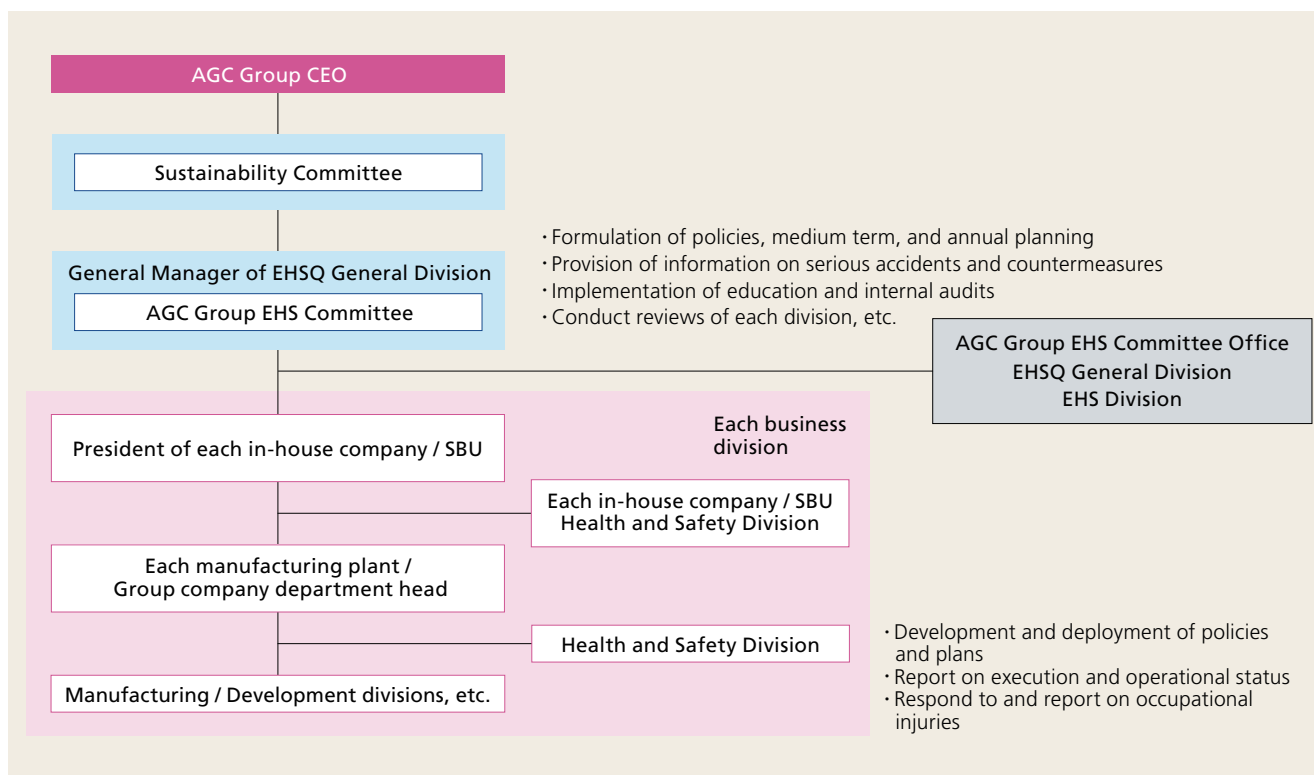 AGC Group CEO
Sustainability Committee
General Manager of EHSQ General Division
AGC Group EHS Committee
・Formulation of policies, medium term, and annual planning
・Provision of information on serious accidents and countermeasures
・Implementation of education and internal audits
・Conduct reviews of each division, etc.
AGC Group EHS Committee Office
EHSQ General Division
EHS Division
Each business
division
President of each in-house company / SBU
Each in-house company / SBU
Health and Safety Division
Each manufacturing plant /
Group company department head
Health and Safety Division
Manufacturing / Development divisions, etc.
・Development and deployment of policies
and plans
・Report on execution and operational status
・Respond to and report on occupational
injuries